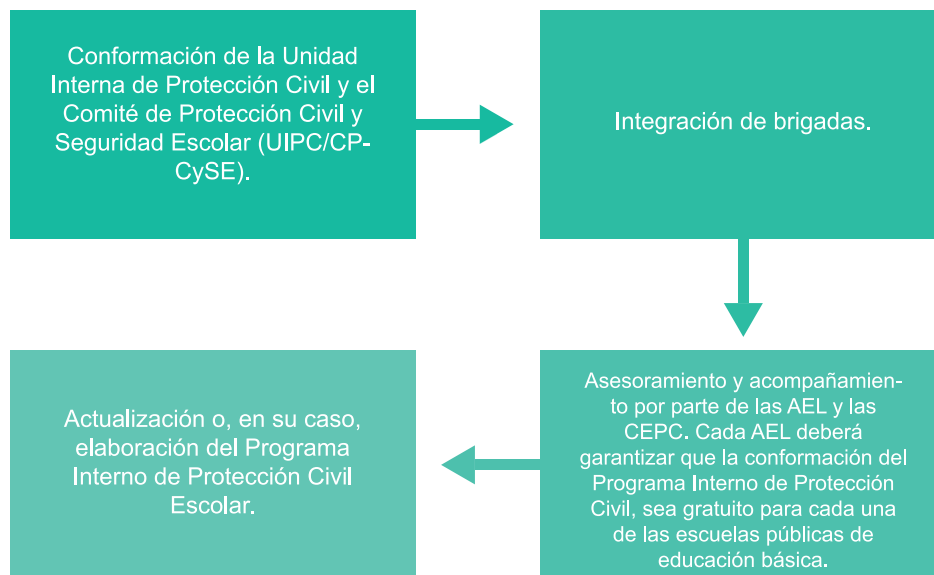 Conformación de la Unidad
Interna de Protección Civil y el
Comité de Protección Civil y
Seguridad Escolar (UIPC/CP-
CySE).
Integración de brigadas.
Asesoramiento y acompañamien-
to por parte de las AEL y las
CEPC. Cada AEL deberá
garantizar que la conformación del
Programa Interno de Protección
Civil, sea gratuito para cada una
de las escuelas públicas de
educación básica.
Actualización o, en su caso,
elaboración del Programa
Interno de Protección Civil
Escolar.